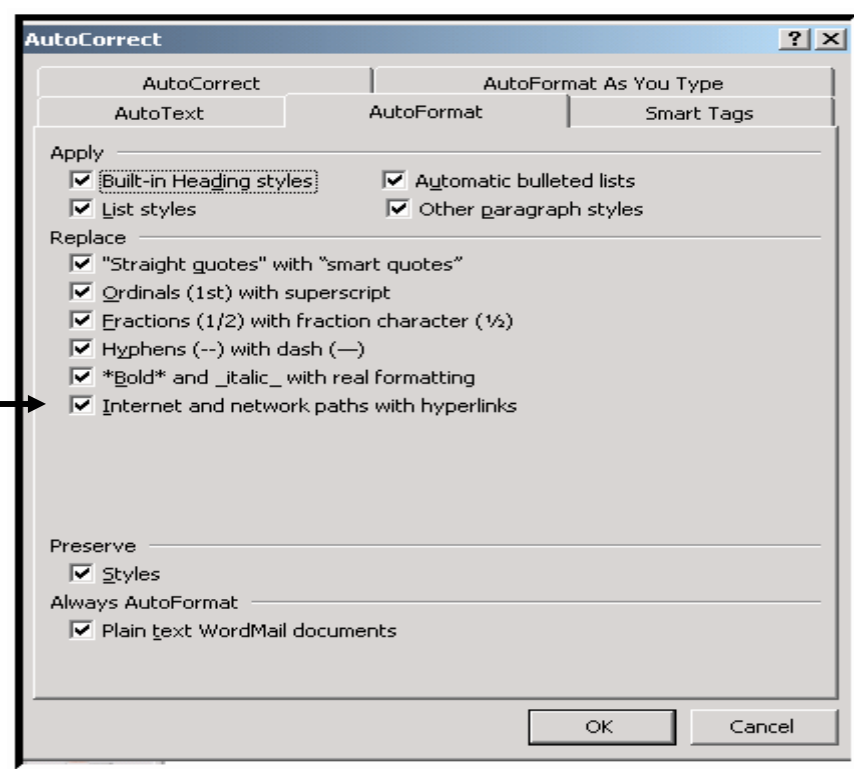 AutoCorrect
AutoCorrect AutoFormat As You Type
AutoText AutoFormat Smart Tags
Apply
Built-in Heading styles Automatic bulleted lists
List styles Other paragraph styles
Replace
"Straight quotes" with “smart quotes”
Ordinals (1st) with superscript
Fractions (1/2) with fraction character (½)
Hyphens (--) with dash (—)
*Bold* and _italic_ with real formatting
Internet and network paths with hyperlinks
Preserve
Styles
Always AutoFormat
Plain text WordMail documents
OK Cancel